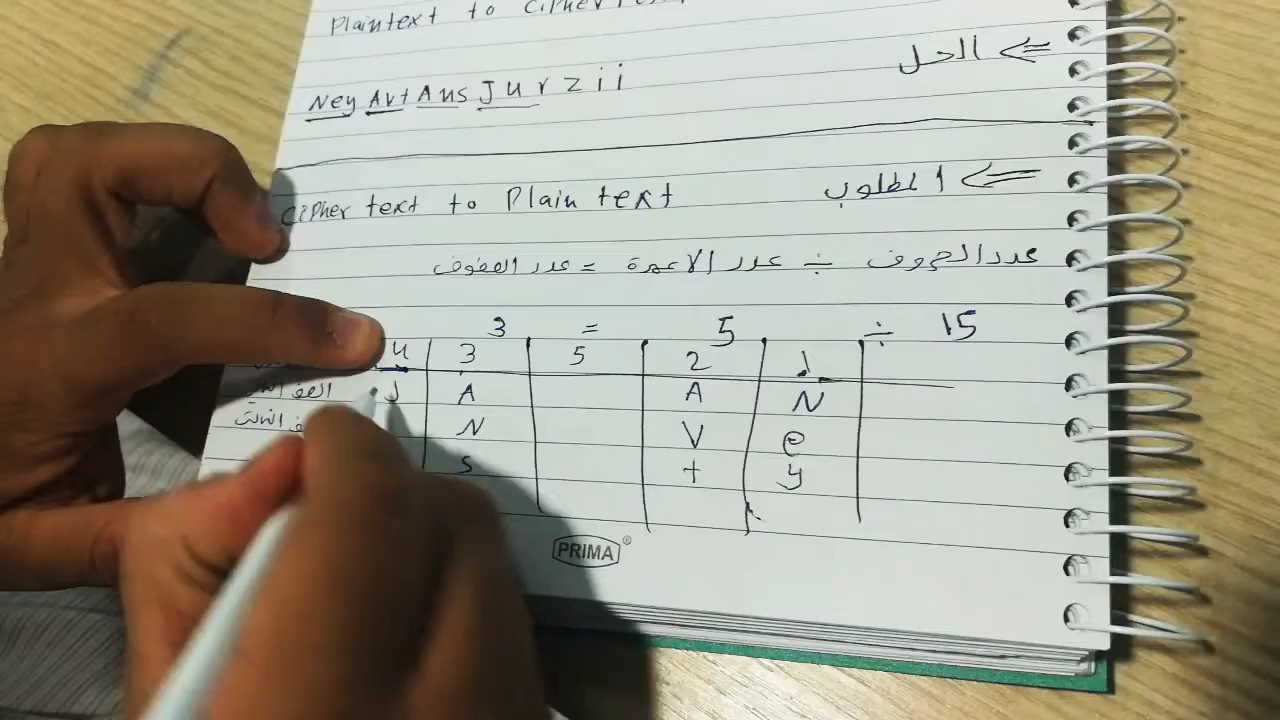 Plaintext to Cipher
الحل <=
Ney Avt Ans Jurzii
Cipher text to Plain text المطلوب <=
عدد الحروف ÷ عدد الاعمدة = عدد الصفوف
3 = 5 ÷ 15
4 3 5 2 1
J A A N
N V e
s t y
PRIMA®